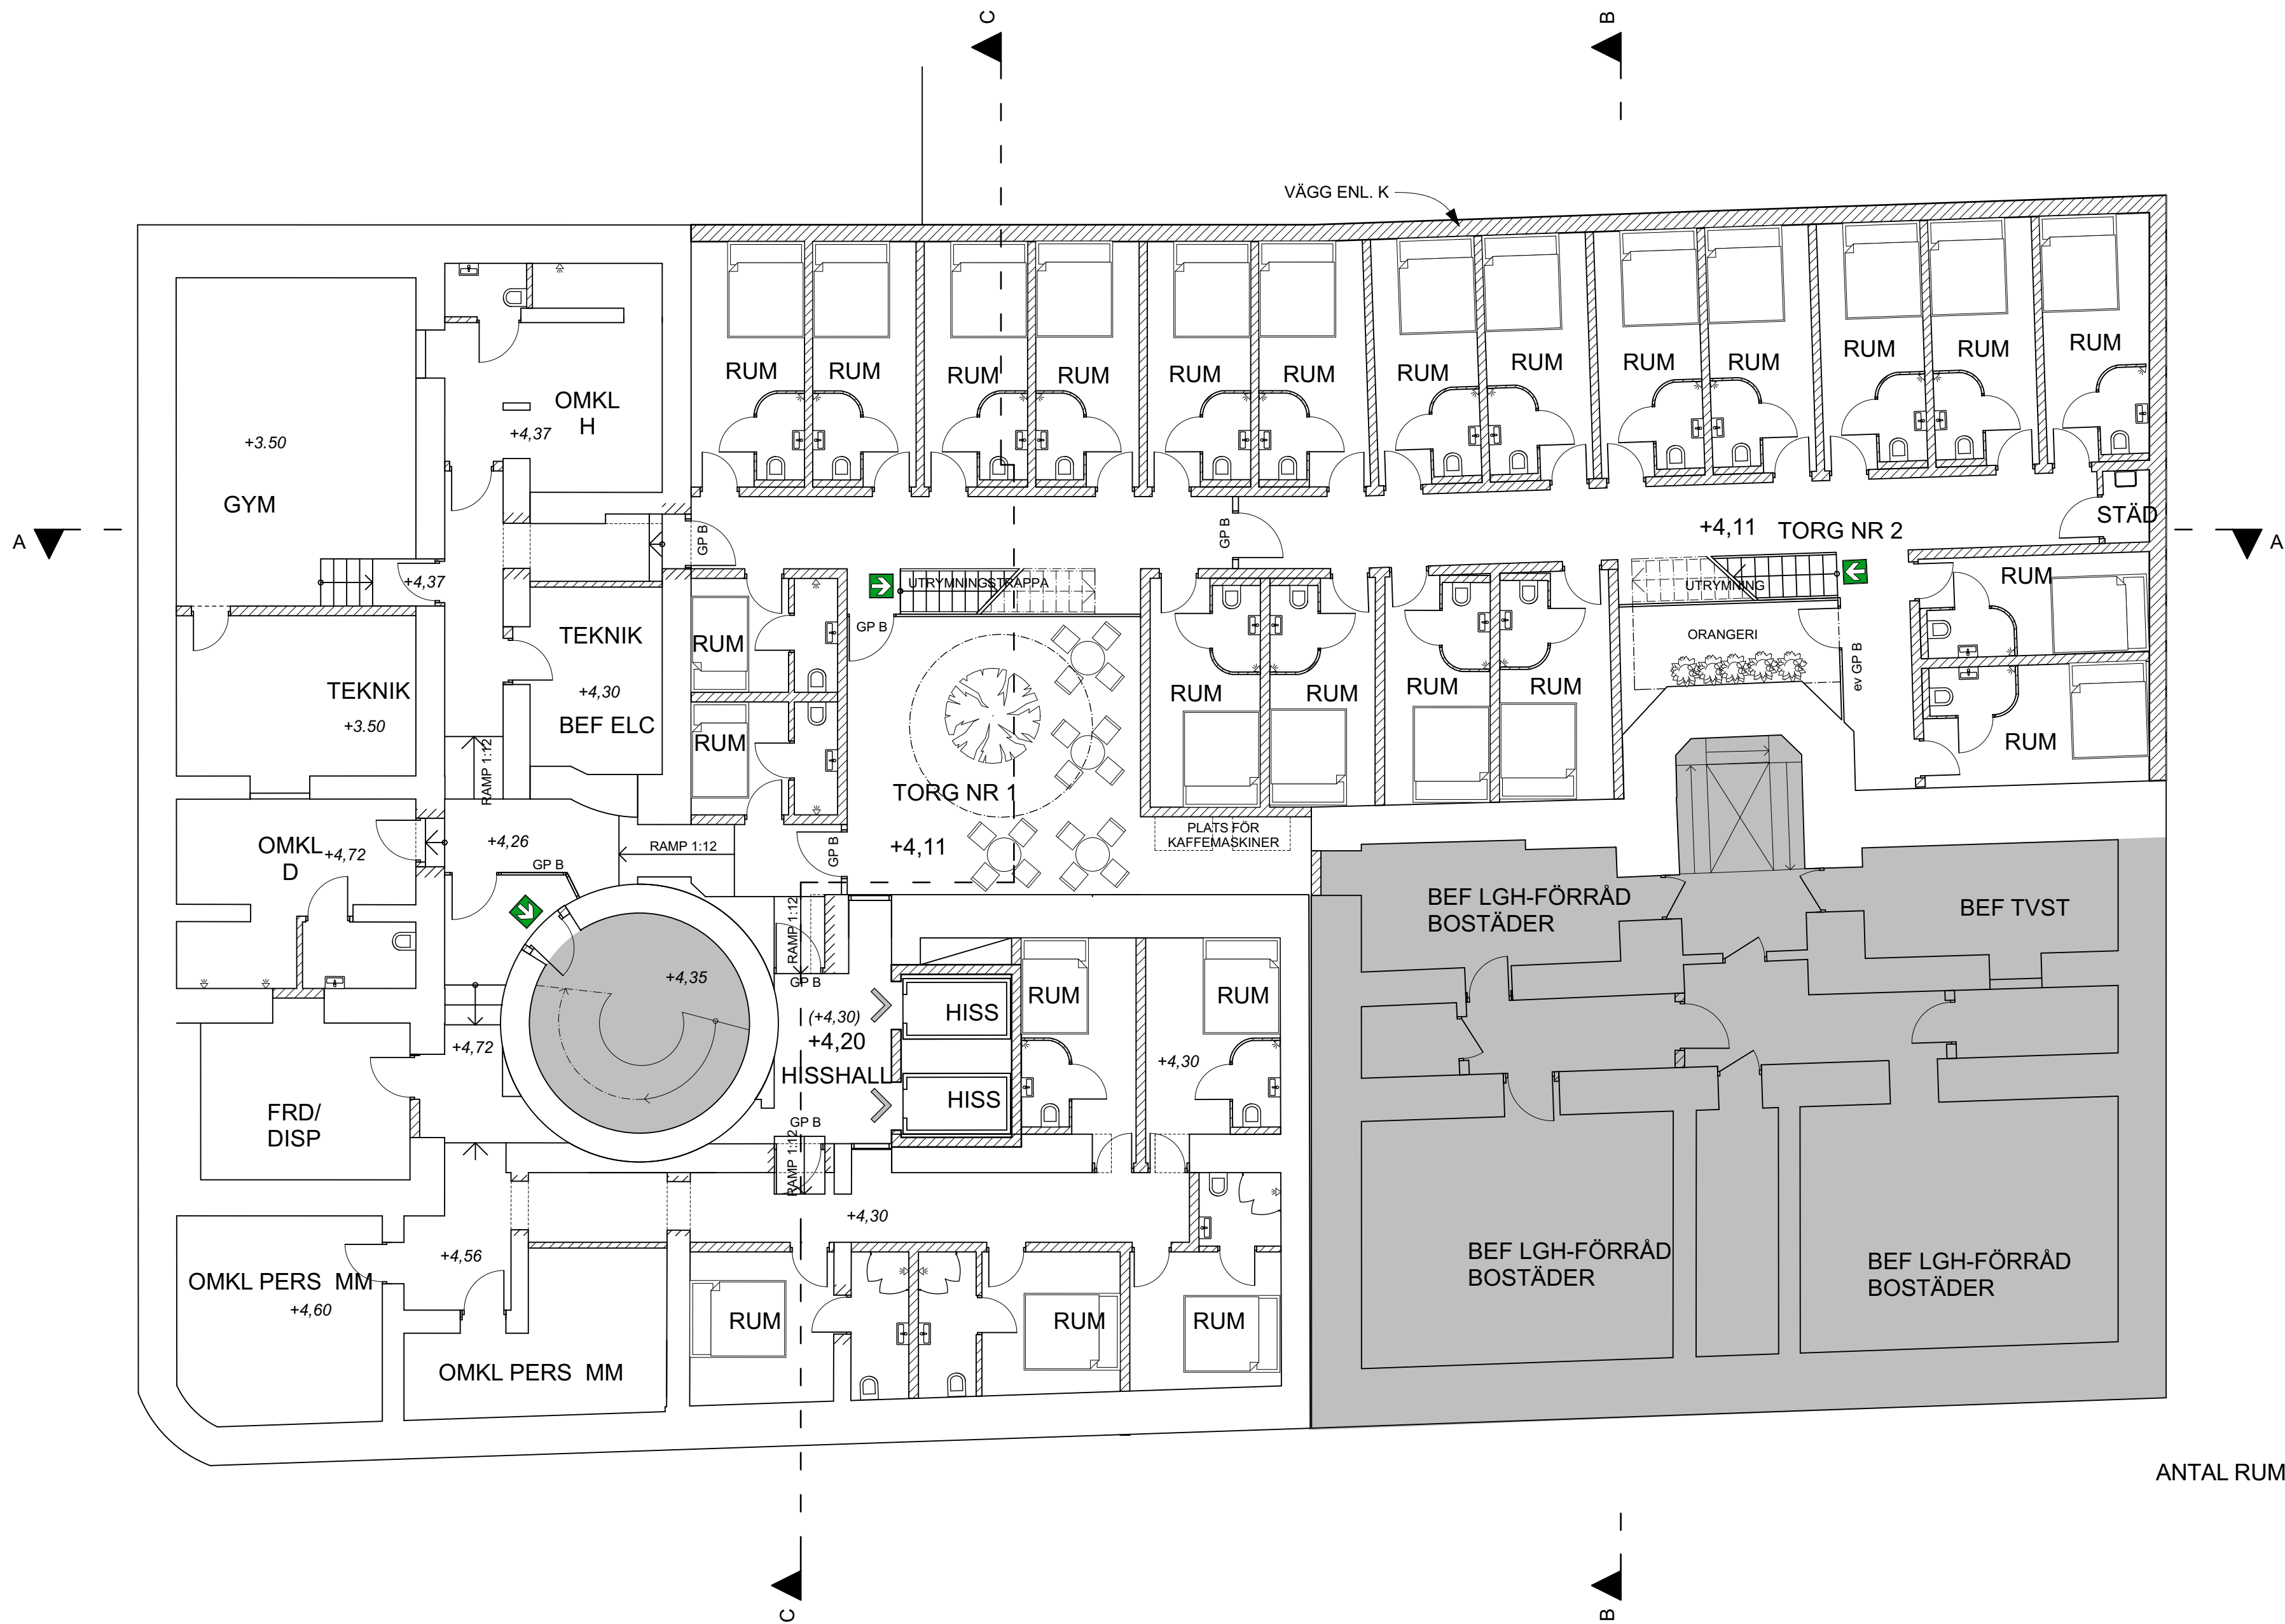 C
B
VÄGG ENL. K
RUM
RUM
RUM
RUM
RUM
RUM
RUM
RUM
RUM
RUM
RUM
RUM
RUM
OMKL
H
+4,37
+3.50
GYM
A
GP B
GP B
+4,11
TORG NR 2
STÄD
A
+4,37
UTRYMNINGSTRAPPA
UTRYMNING
RUM
TEKNIK
+4,30
BEF ELC
RUM
GP B
ORANGERI
ev GP B
TEKNIK
+3.50
RUM
RUM
RUM
RUM
RUM
RUM
RAMP 1:12
TORG NR 1
+4,11
PLATS FÖR
KAFFEMASKINER
OMKL
D
+4,72
+4,26
RAMP 1:12
GP B
GP B
BEF LGH-FÖRRÅD
BOSTÄDER
BEF TVST
RAMP 1:12
+4,35
GP B
(+4,30)
+4,20
HISSHALL
HISS
HISS
RUM
RUM
+4,30
+4,72
FRD/
DISP
GP B
RAMP 1:12
+4,30
+4,56
OMKL PERS MM
+4,60
OMKL PERS MM
RUM
RUM
RUM
BEF LGH-FÖRRÅD
BOSTÄDER
BEF LGH-FÖRRÅD
BOSTÄDER
ANTAL RUM
C
B